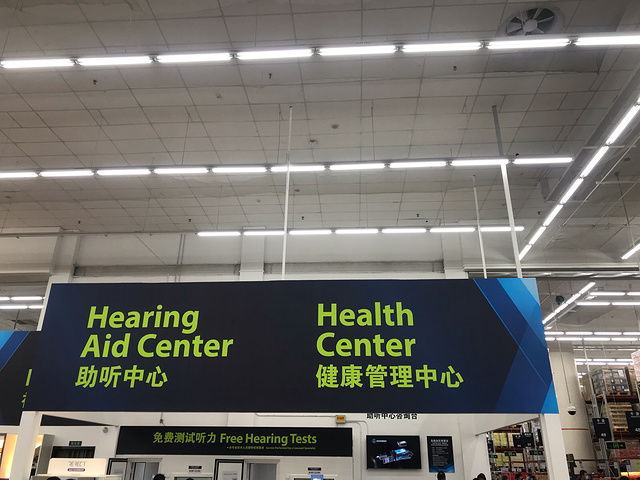 Hearing
Aid Center
助听中心
Health
Center
健康管理中心
助听中心咨询台
免费测试听力 Free Hearing Tests